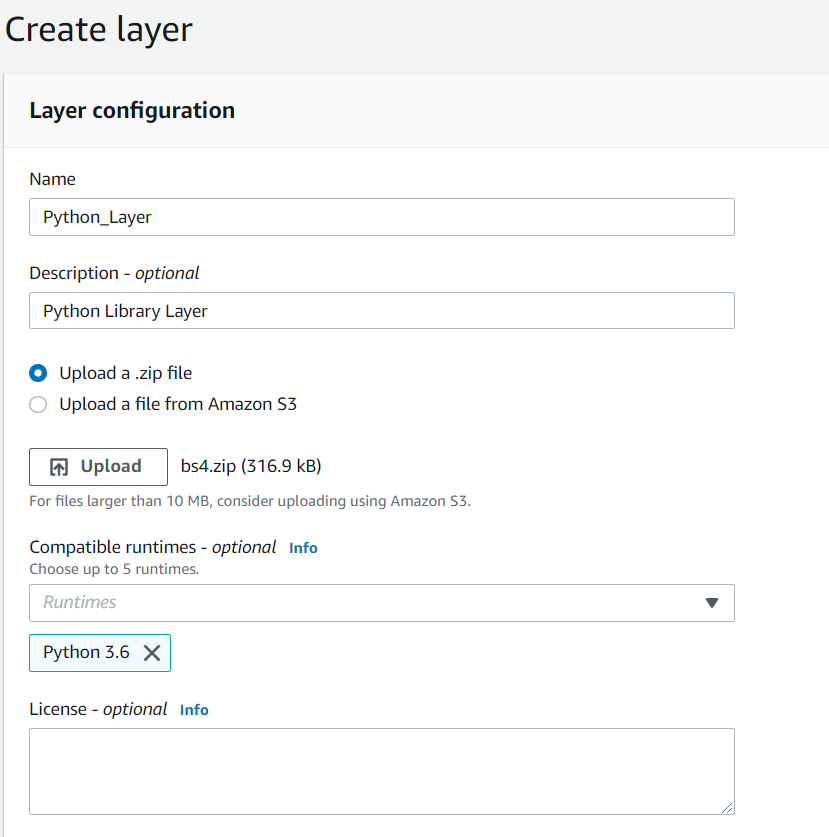 Create layer
Layer configuration
Name
Python_Layer
Description - optional
Python Library Layer
Upload a .zip file
Upload a file from Amazon S3
Upload bs4.zip (316.9 kB)
For files larger than 10 MB, consider uploading using Amazon S3.
Compatible runtimes - optional Info
Choose up to 5 runtimes.
Runtimes
Python 3.6
License - optional Info